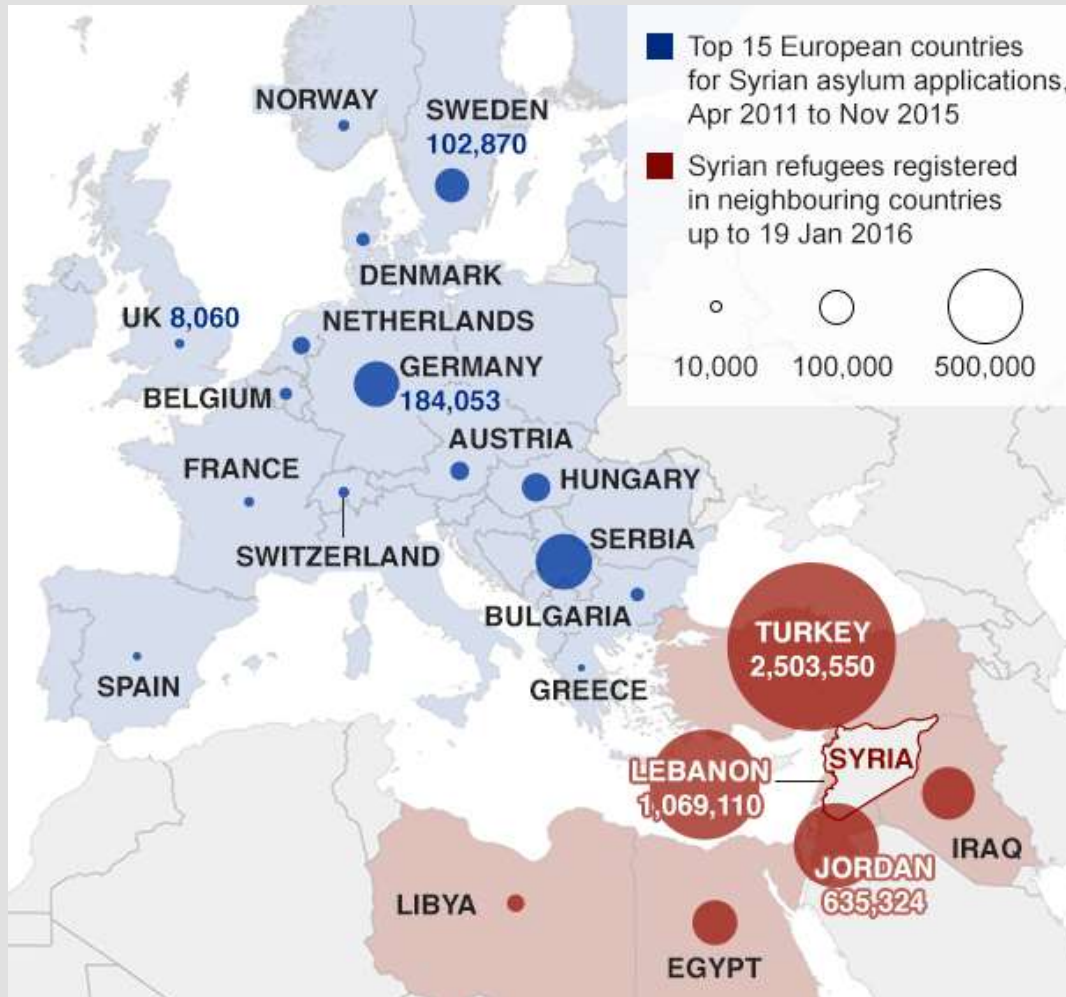 Top 15 European countries
for Syrian asylum applications,
Apr 2011 to Nov 2015
Syrian refugees registered
in neighbouring countries
up to 19 Jan 2016
10,000
100,000
500,000
NORWAY
SWEDEN
102,870
DENMARK
UK 8,060
NETHERLANDS
GERMANY
184,053
BELGIUM
AUSTRIA
FRANCE
HUNGARY
SWITZERLAND
SERBIA
BULGARIA
TURKEY
2,503,550
SPAIN
GREECE
SYRIA
LEBANON
1,069,110
IRAQ
JORDAN
635,324
LIBYA
EGYPT